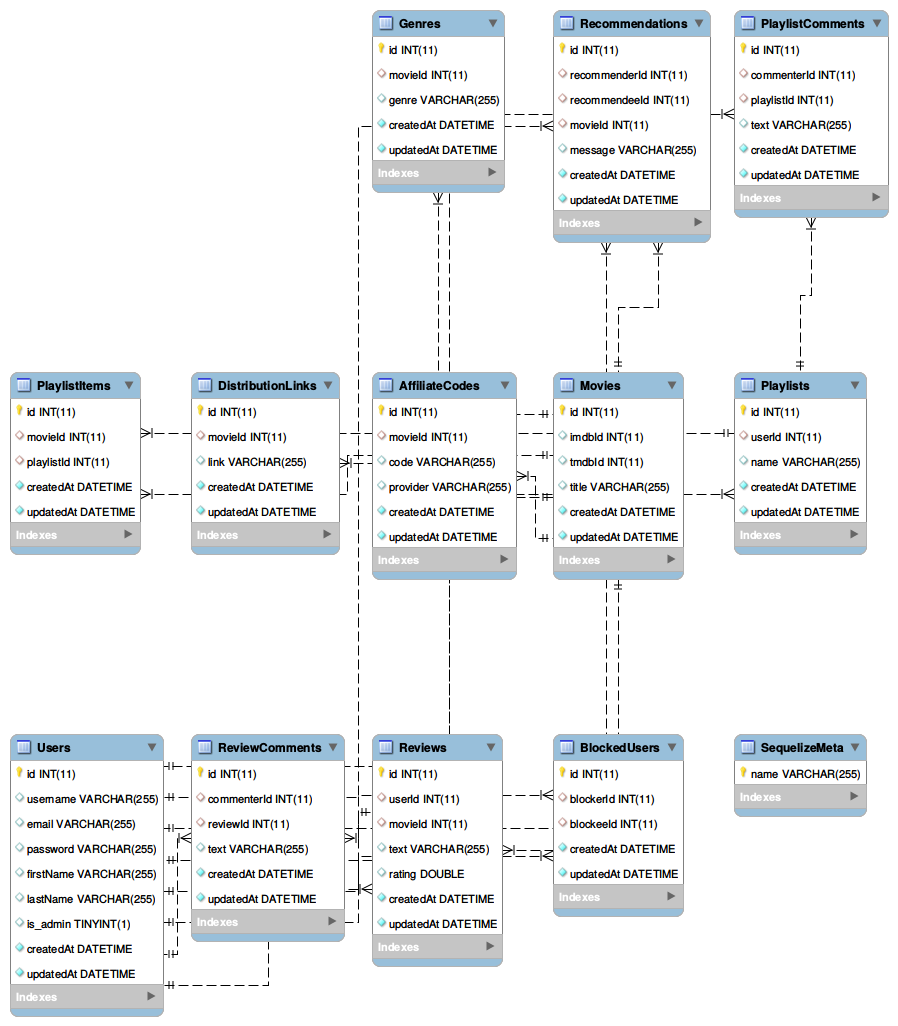 Genres
id INT(11)
movieId INT(11)
genre VARCHAR(255)
createdAt DATETIME
updatedAt DATETIME
Indexes
Recommendations
id INT(11)
recommenderId INT(11)
recommendeeId INT(11)
movieId INT(11)
message VARCHAR(255)
createdAt DATETIME
updatedAt DATETIME
Indexes
PlaylistComments
id INT(11)
commenterId INT(11)
playlistId INT(11)
text VARCHAR(255)
createdAt DATETIME
updatedAt DATETIME
Indexes
PlaylistItems
id INT(11)
movieId INT(11)
playlistId INT(11)
createdAt DATETIME
updatedAt DATETIME
Indexes
DistributionLinks
id INT(11)
movieId INT(11)
link VARCHAR(255)
createdAt DATETIME
updatedAt DATETIME
Indexes
AffiliateCodes
id INT(11)
movieId INT(11)
code VARCHAR(255)
provider VARCHAR(255)
createdAt DATETIME
updatedAt DATETIME
Indexes
Movies
id INT(11)
imdbId INT(11)
tmdbId INT(11)
title VARCHAR(255)
createdAt DATETIME
updatedAt DATETIME
Indexes
Playlists
id INT(11)
userId INT(11)
name VARCHAR(255)
createdAt DATETIME
updatedAt DATETIME
Indexes
Users
id INT(11)
username VARCHAR(255)
email VARCHAR(255)
password VARCHAR(255)
firstName VARCHAR(255)
lastName VARCHAR(255)
is_admin TINYINT(1)
createdAt DATETIME
updatedAt DATETIME
Indexes
ReviewComments
id INT(11)
commenterId INT(11)
reviewId INT(11)
text VARCHAR(255)
createdAt DATETIME
updatedAt DATETIME
Indexes
Reviews
id INT(11)
userId INT(11)
movieId INT(11)
text VARCHAR(255)
rating DOUBLE
createdAt DATETIME
updatedAt DATETIME
Indexes
BlockedUsers
id INT(11)
blockerId INT(11)
blockeeId INT(11)
createdAt DATETIME
updatedAt DATETIME
Indexes
SequelizeMeta
name VARCHAR(255)
Indexes